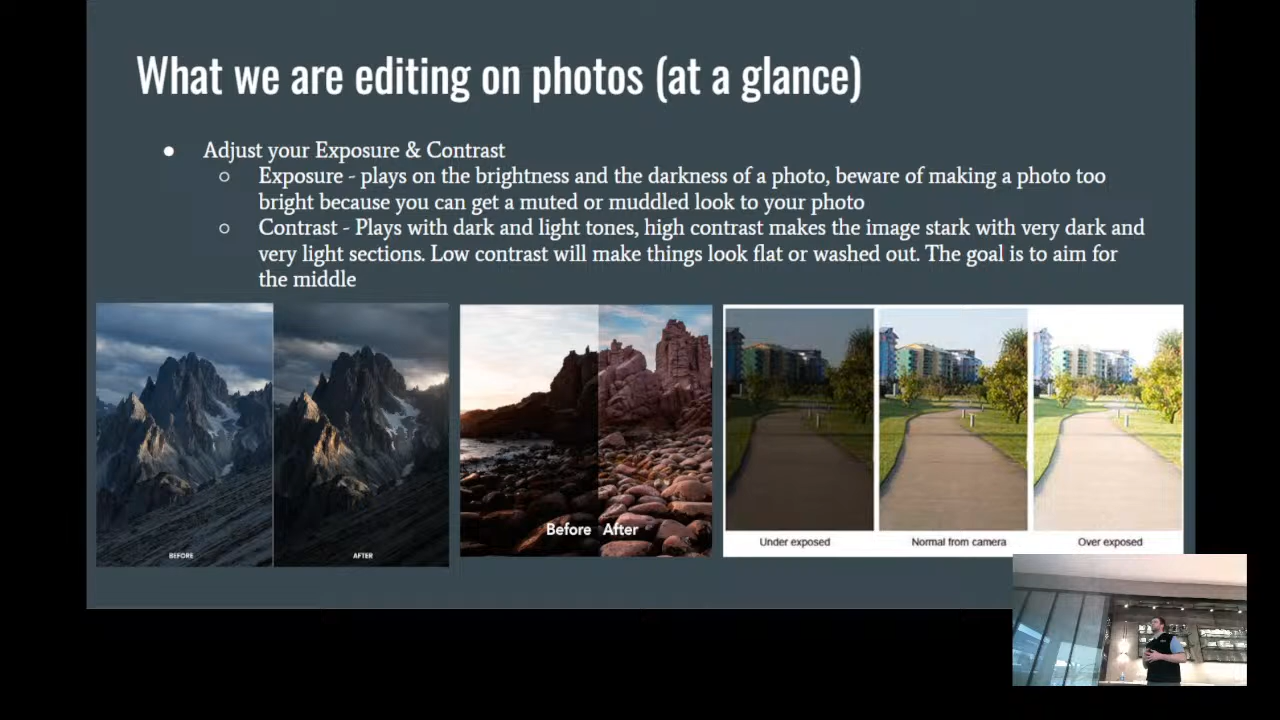 What we are editing on photos (at a glance)
● Adjust your Exposure & Contrast
○ Exposure - plays on the brightness and the darkness of a photo, beware of making a photo too
bright because you can get a muted or muddled look to your photo
○ Contrast - Plays with dark and light tones, high contrast makes the image stark with very dark and
very light sections. Low contrast will make things look flat or washed out. The goal is to aim for
the middle
BEFORE
AFTER
Before After
Under exposed
Normal from camera
Over exposed